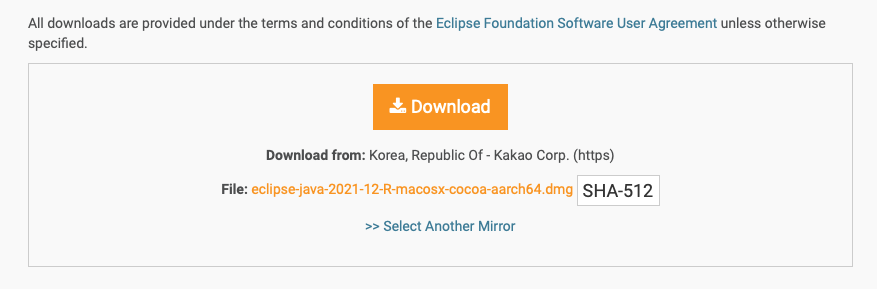 All downloads are provided under the terms and conditions of the Eclipse Foundation Software User Agreement unless otherwise
specified.
Download
Download from: Korea, Republic Of - Kakao Corp. (https)
File: eclipse-java-2021-12-R-macosx-cocoa-aarch64.dmg SHA-512
>> Select Another Mirror